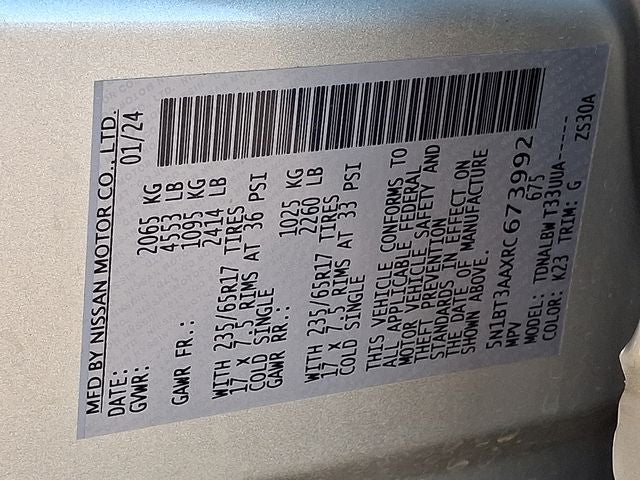 MFD BY NISSAN MOTOR CO., LTD.
DATE: 01/24
GVWR: 2065 KG
4553 LB
GAWR FR.: 1095 KG
2414 LB
WITH 235/65R17 TIRES
17 x 7.5 RIMS AT 36 PSI
COLD SINGLE
GAWR RR.: 1025 KG
2260 LB
WITH 235/65R17 TIRES
17 x 7.5 RIMS AT 33 PSI
COLD SINGLE
THIS VEHICLE CONFORMS TO
ALL APPLICABLE FEDERAL
MOTOR VEHICLE SAFETY AND
THEFT PREVENTION
STANDARDS IN EFFECT ON
THE DATE OF MANUFACTURE
SHOWN ABOVE.
5N1BT3AAXRC673992
MPV 675
MODEL: TDNALBW T33UUA-----
COLOR: K23 TRIM: G ZS30A